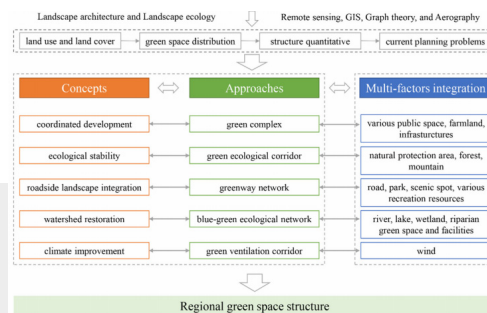 Landscape architecture and Landscape ecology
Remote sensing, GIS, Graph theory, and Aerography
land use and land cover
green space distribution
structure quantitative
current planning problems
Concepts
Approaches
Multi-factors integration
coordinated development
green complex
various public space, farmland,
infrasturctures
ecological stability
green ecological corridor
natural protection area, forest,
mountain
roadside landscape integration
greenway network
road, park, scenic spot, various
recreation resources
watershed restoration
blue-green ecological network
river, lake, wetland, riparian
green space and facilities
climate improvement
green ventilation corridor
wind
Regional green space structure